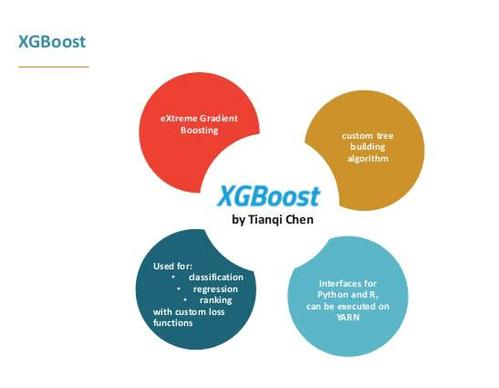 XGBoost
eXtreme Gradient
Boosting
custom tree
building
algorithm
XGBoost
by Tianqi Chen
Used for:
• classification
• regression
• ranking
with custom loss
functions
Interfaces for
Python and R,
can be executed on
YARN